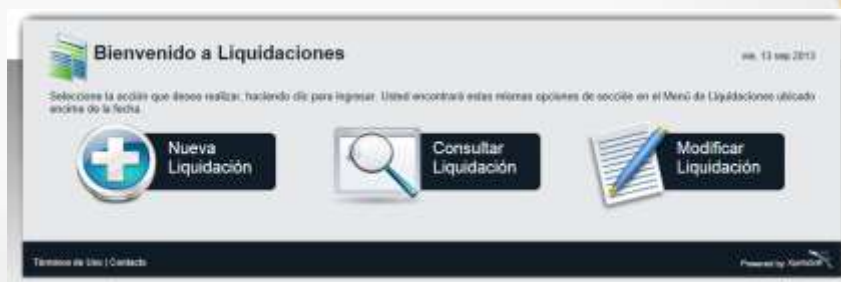 Bienvenido a Liquidaciones
vie, 13 sep 2013
Seleccione la acción que desea realizar, haciendo clic para ingresar. Usted encontrará estas mismas opciones de sección en el Menú de Liquidaciones ubicado
encima de la fecha.
Nueva
Liquidación
Consultar
Liquidación
Modificar
Liquidación
Términos de Uso | Contacto
Powered by